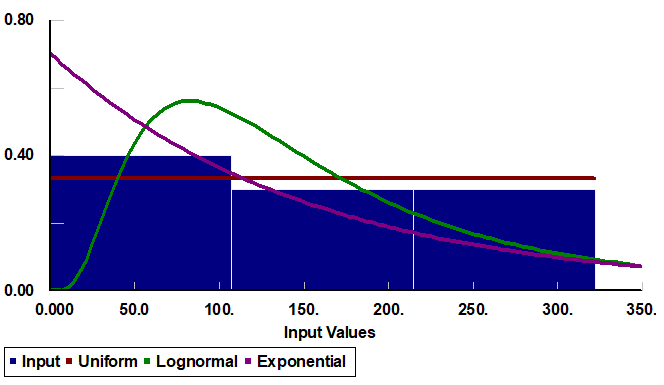 0.80
0.40
0.00
0.000 50.0 100. 150. 200. 250. 300. 350.
Input Values
Input Uniform Lognormal Exponential